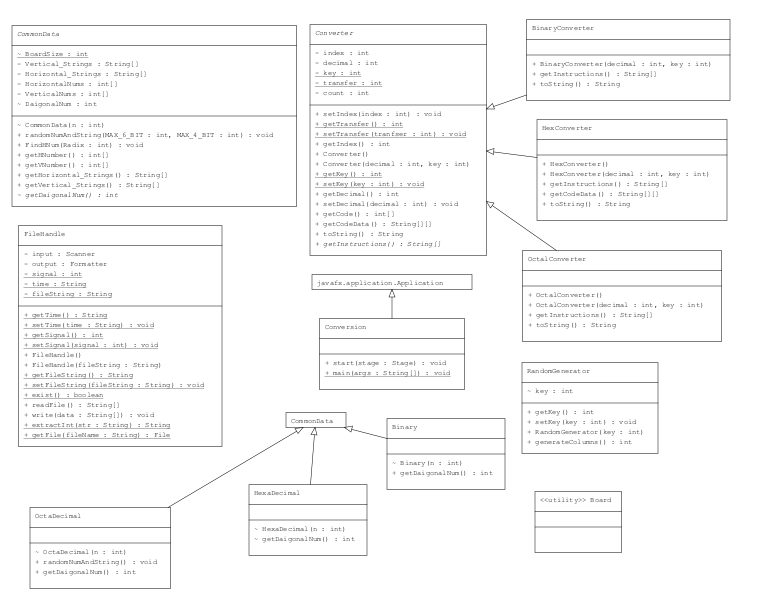 CommonData
~ BoardSize : int
~ Vertical_Strings : String[]
~ Horizontal_Strings : String[]
~ HorizontalNums : int[]
~ VerticalNums : int[]
~ DaigonalNum : int
~ CommonData(n : int)
+ randomNumAndString(MAX_6_BIT : int, MAX_4_BIT : int) : void
+ FindHNum(Radix : int) : void
+ getHNumber() : int[]
+ getVNumber() : int[]
+ getHorizontal_Strings() : String[]
+ getVertical_Strings() : String[]
~ getDaigonalNum() : int
Converter
- index : int
- decimal : int
- key : int
- transfer : int
- count : int
+ setIndex(index : int) : void
+ getTransfer() : int
+ setTransfer(tranfser : int) : void
+ getIndex() : int
+ Converter()
+ Converter(decimal : int, key : int)
+ getKey() : int
+ setKey(key : int) : void
+ getDecimal() : int
+ setDecimal(decimal : int) : void
+ getCode() : int[]
+ getCodeData() : String[][]
+ toString() : String
+ getInstructions() : String[]
BinaryConverter
+ BinaryConverter(decimal : int, key : int)
+ getInstructions() : String[]
+ toString() : String
HexConverter
+ HexConverter()
+ HexConverter(decimal : int, key : int)
+ getInstructions() : String[]
+ getCodeData() : String[][]
+ toString() : String
OctalConverter
+ OctalConverter()
+ OctalConverter(decimal : int, key : int)
+ getInstructions() : String[]
+ toString() : String
FileHandle
- input : Scanner
- output : Formatter
- signal : int
- time : String
- fileString : String
+ getTime() : String
+ setTime(time : String) : void
+ getSignal() : int
+ setSignal(signal : int) : void
+ FileHandle()
+ FileHandle(fileString : String)
+ getFileString() : String
+ setFileString(fileString : String) : void
+ exist() : boolean
+ readFile() : String[]
+ write(data : String[]) : void
+ extractInt(str : String) : String
+ getFile(fileName : String) : File
javafx.application.Application
Conversion
+ start(stage : Stage) : void
+ main(args : String[]) : void
RandomGenerator
~ key : int
+ getKey() : int
+ setKey(key : int) : void
+ RandomGenerator(key : int)
+ generateColumns() : int
CommonData
Binary
~ Binary(n : int)
+ getDaigonalNum() : int
HexaDecimal
~ HexaDecimal(n : int)
~ getDaigonalNum() : int
OctaDecimal
~ OctaDecimal(n : int)
+ randomNumAndString() : void
+ getDaigonalNum() : int
<<utility>> Board